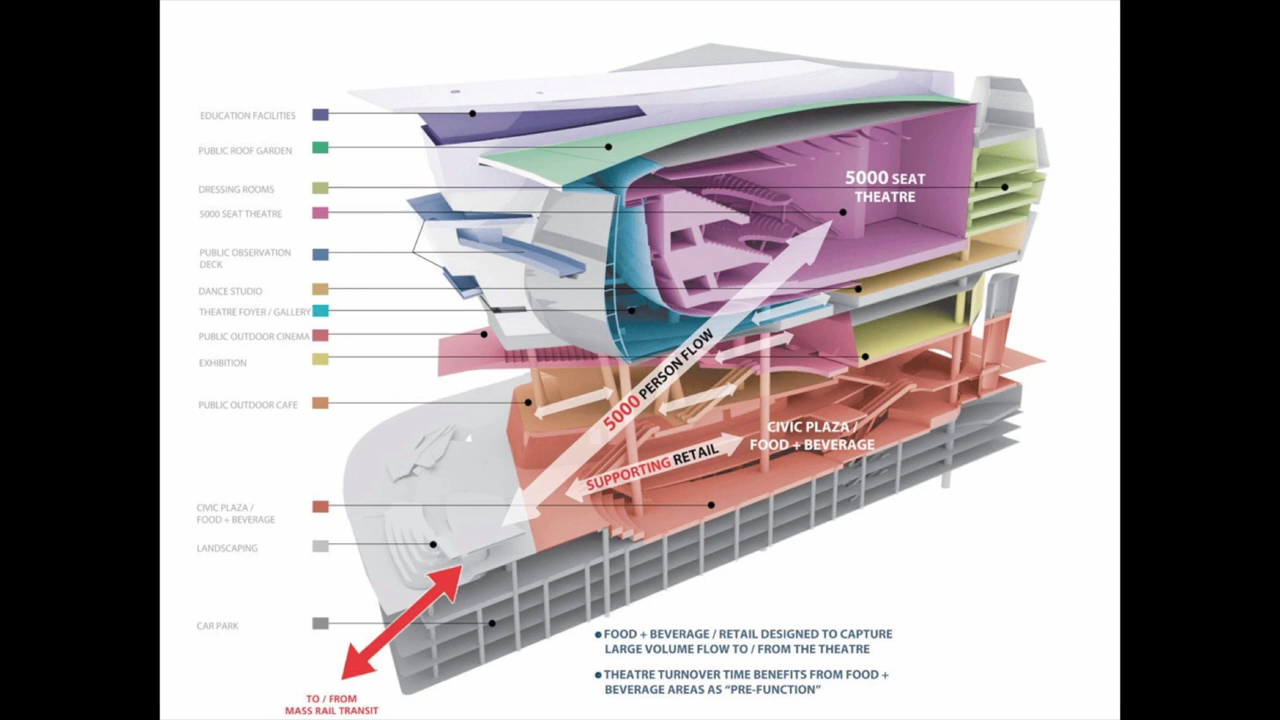 EDUCATION FACILITIES
PUBLIC ROOF GARDEN
DRESSING ROOMS
5000 SEAT THEATRE
PUBLIC OBSERVATION
DECK
DANCE STUDIO
THEATRE FOYER / GALLERY
PUBLIC OUTDOOR CINEMA
EXHIBITION
PUBLIC OUTDOOR CAFE
CIVIC PLAZA /
FOOD + BEVERAGE
LANDSCAPING
CAR PARK
5000 SEAT
THEATRE
5000 PERSON FLOW
CIVIC PLAZA /
FOOD + BEVERAGE
SUPPORTING RETAIL
TO / FROM
MASS RAIL TRANSIT
● FOOD + BEVERAGE / RETAIL DESIGNED TO CAPTURE
LARGE VOLUME FLOW TO / FROM THE THEATRE
● THEATRE TURNOVER TIME BENEFITS FROM FOOD +
BEVERAGE AREAS AS “PRE-FUNCTION”